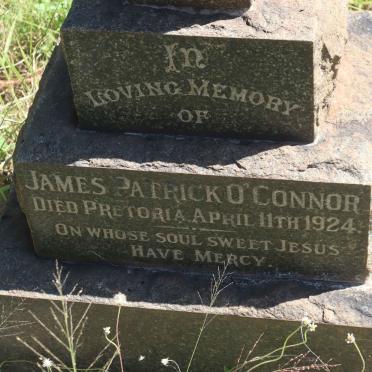 In
Loving Memory
of
James Patrick O'Connor
Died Pretoria April 11th 1924.
On whose soul sweet Jesus
Have Mercy.